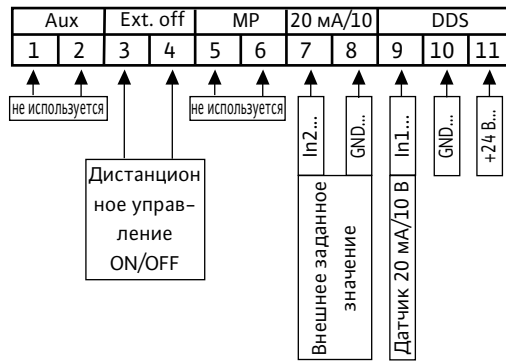 Aux Ext. off MP 20 мА/10 DDS
1 2 3 4 5 6 7 8 9 10 11
не используется
не используется
In2...
GND...
In1...
GND...
+24 В...
Дистанцион
ное управ-
ление
ON/OFF
Внешнее заданное
значение
Датчик 20 мА/10 В